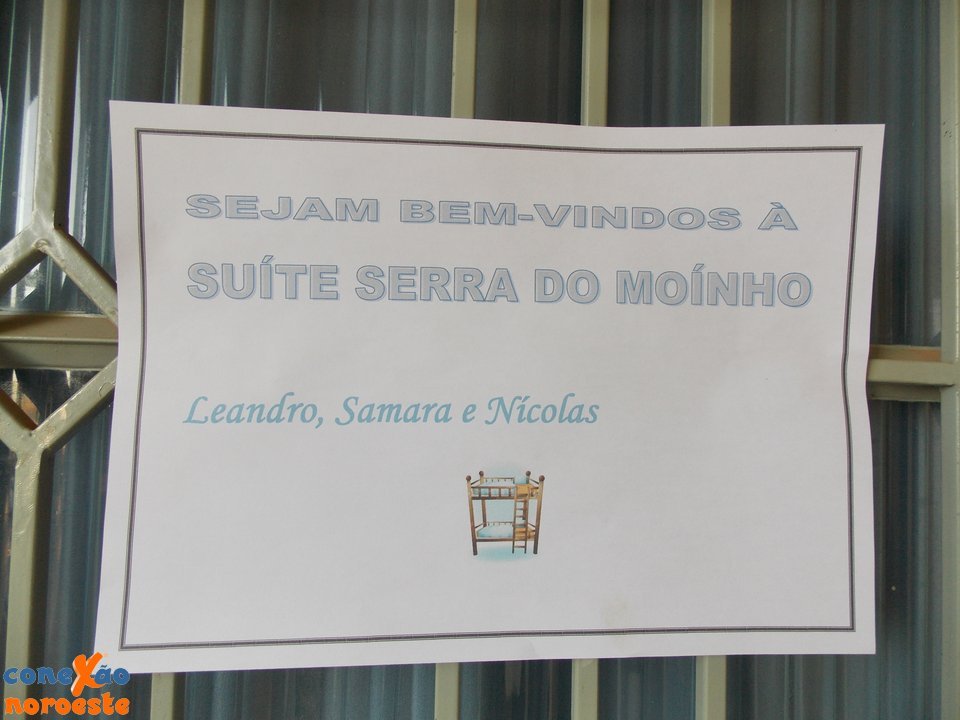 SEJAM BEM-VINDOS À
SUÍTE SERRA DO MOÍNHO
Leandro, Samara e Nícolas
conexão
noroeste